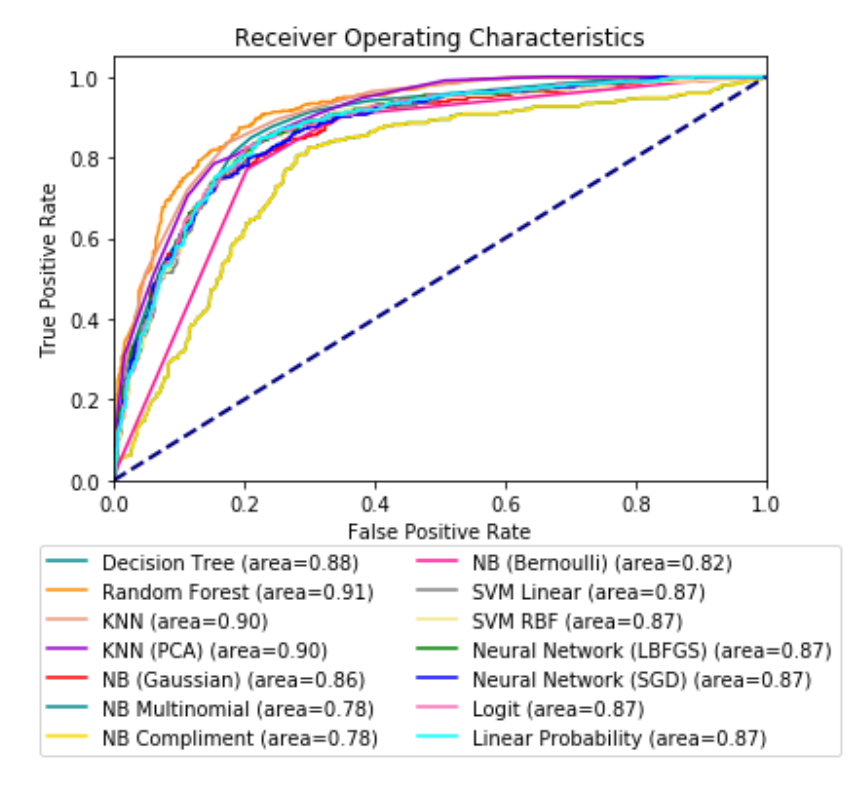 Receiver Operating Characteristics
1.0
0.8
0.6
0.4
0.2
0.0
True Positive Rate
0.0 0.2 0.4 0.6 0.8 1.0
False Positive Rate
Decision Tree (area=0.88)
Random Forest (area=0.91)
KNN (area=0.90)
KNN (PCA) (area=0.90)
NB (Gaussian) (area=0.86)
NB Multinomial (area=0.78)
NB Compliment (area=0.78)
NB (Bernoulli) (area=0.82)
SVM Linear (area=0.87)
SVM RBF (area=0.87)
Neural Network (LBFGS) (area=0.87)
Neural Network (SGD) (area=0.87)
Logit (area=0.87)
Linear Probability (area=0.87)